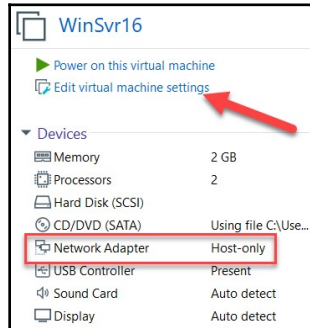 WinSvr16
Power on this virtual machine
Edit virtual machine settings
Devices
Memory 2 GB
Processors 2
Hard Disk (SCSI)
CD/DVD (SATA) Using file C:\Use...
Network Adapter Host-only
USB Controller Present
Sound Card Auto detect
Display Auto detect